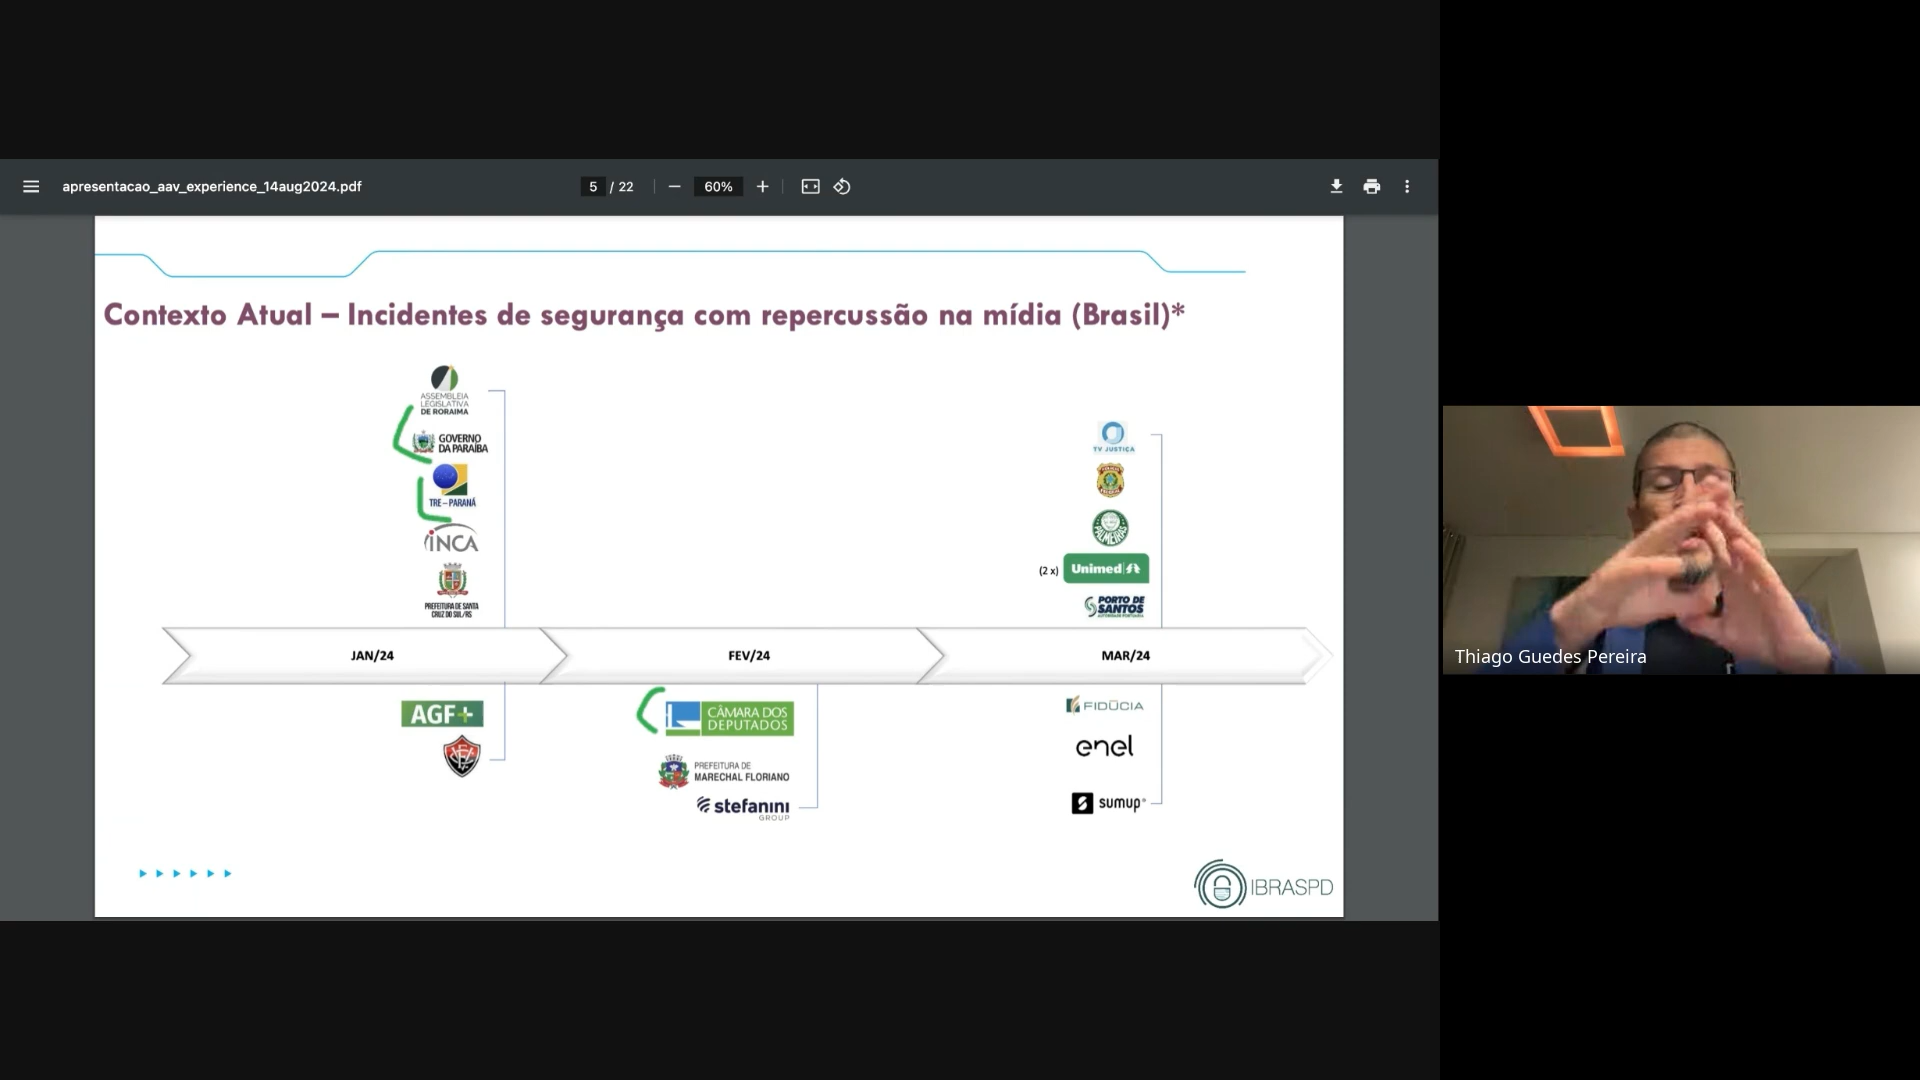 apresentacao_aav_experience_14aug2024.pdf
5 / 22
60%
Contexto Atual – Incidentes de segurança com repercussão na mídia (Brasil)*
ASSEMBLEIA
LEGISLATIVA
DE RORAIMA
GOVERNO
DA PARAÍBA
TRE – PARANÁ
INCA
PREFEITURA DE SANTA
CRUZ DO SUL/RS
TV JUSTIÇA
PALMEIRAS
(2 x) Unimed
PORTO DE
SANTOS
JAN/24
FEV/24
MAR/24
AGF+
CÂMARA DOS
DEPUTADOS
PREFEITURA DE
MARECHAL FLORIANO
stefanini
GROUP
FIDÚCIA
enel
sumup®
IBRASPD
Thiago Guedes Pereira